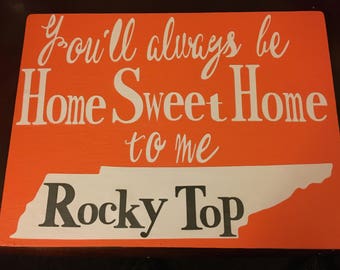 You'll always be
Home Sweet Home
to me
Rocky Top